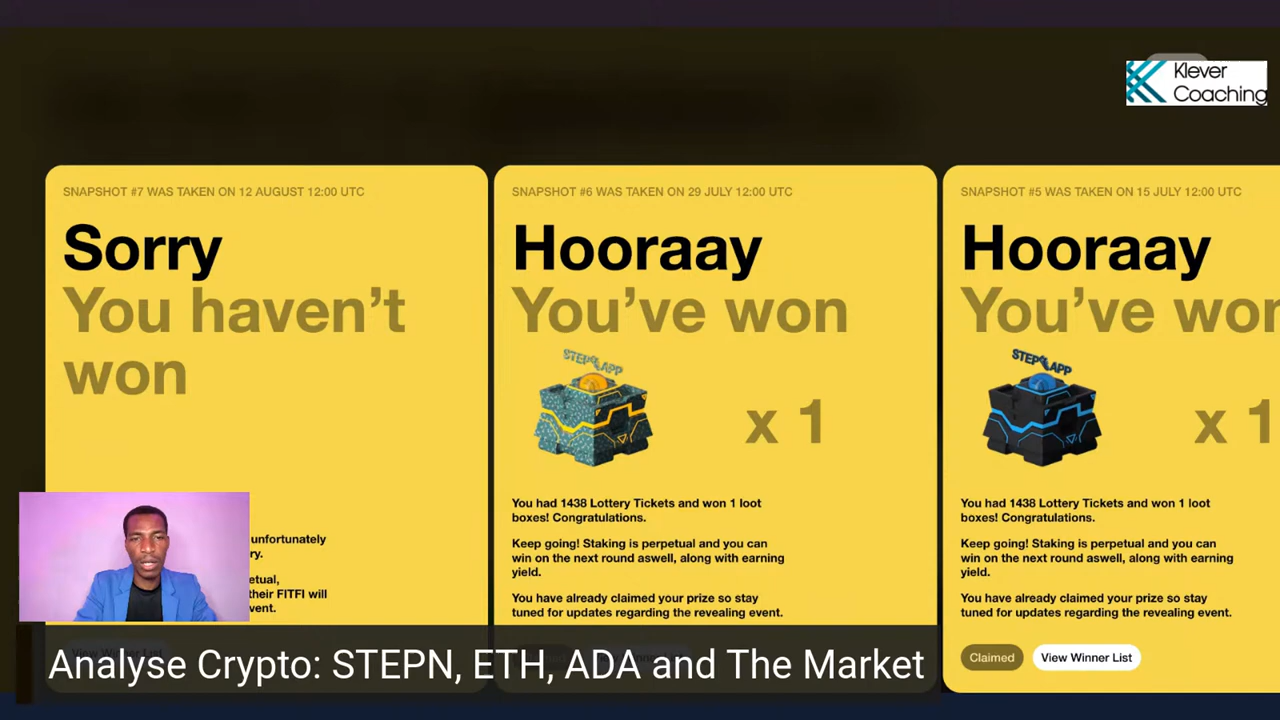 Klever
Coaching
SNAPSHOT #7 WAS TAKEN ON 12 AUGUST 12:00 UTC
Sorry
You haven’t
won
unfortunately
their FITFI will
SNAPSHOT #6 WAS TAKEN ON 29 JULY 12:00 UTC
Hooraay
You’ve won
STEP APP
x 1
You had 1438 Lottery Tickets and won 1 loot
boxes! Congratulations.
Keep going! Staking is perpetual and you can
win on the next round aswell, along with earning
yield.
You have already claimed your prize so stay
tuned for updates regarding the revealing event.
SNAPSHOT #5 WAS TAKEN ON 15 JULY 12:00 UTC
Hooraay
You’ve
STEP APP
x 1
You had 1438 Lottery Tickets and won 1 loot
boxes! Congratulations.
Keep going! Staking is perpetual and you can
win on the next round aswell, along with earning
yield.
You have already claimed your prize so stay
tuned for updates regarding the revealing event.
Claimed
View Winner List
View Winner List
Analyse Crypto: STEPN, ETH, ADA and The Market